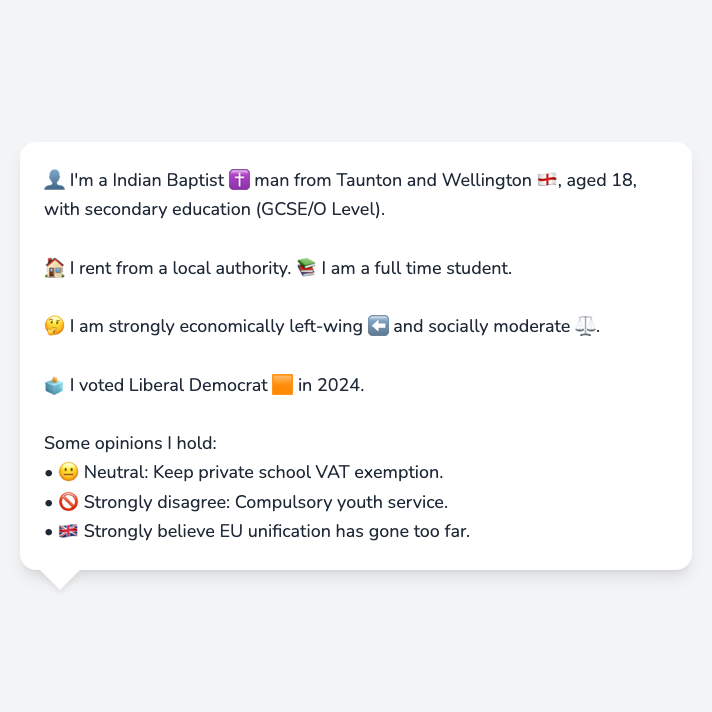 👤 I'm a Indian Baptist ✝️ man from Taunton and Wellington 🏴󠁧󠁢󠁥󠁮󠁧󠁿, aged 18,
with secondary education (GCSE/O Level).
🏠 I rent from a local authority. 📚 I am a full time student.
🤔 I am strongly economically left-wing ⬅️ and socially moderate ⚖️.
🗳️ I voted Liberal Democrat 🟧 in 2024.
Some opinions I hold:
• 😐 Neutral: Keep private school VAT exemption.
• 🚫 Strongly disagree: Compulsory youth service.
• 🇬🇧 Strongly believe EU unification has gone too far.